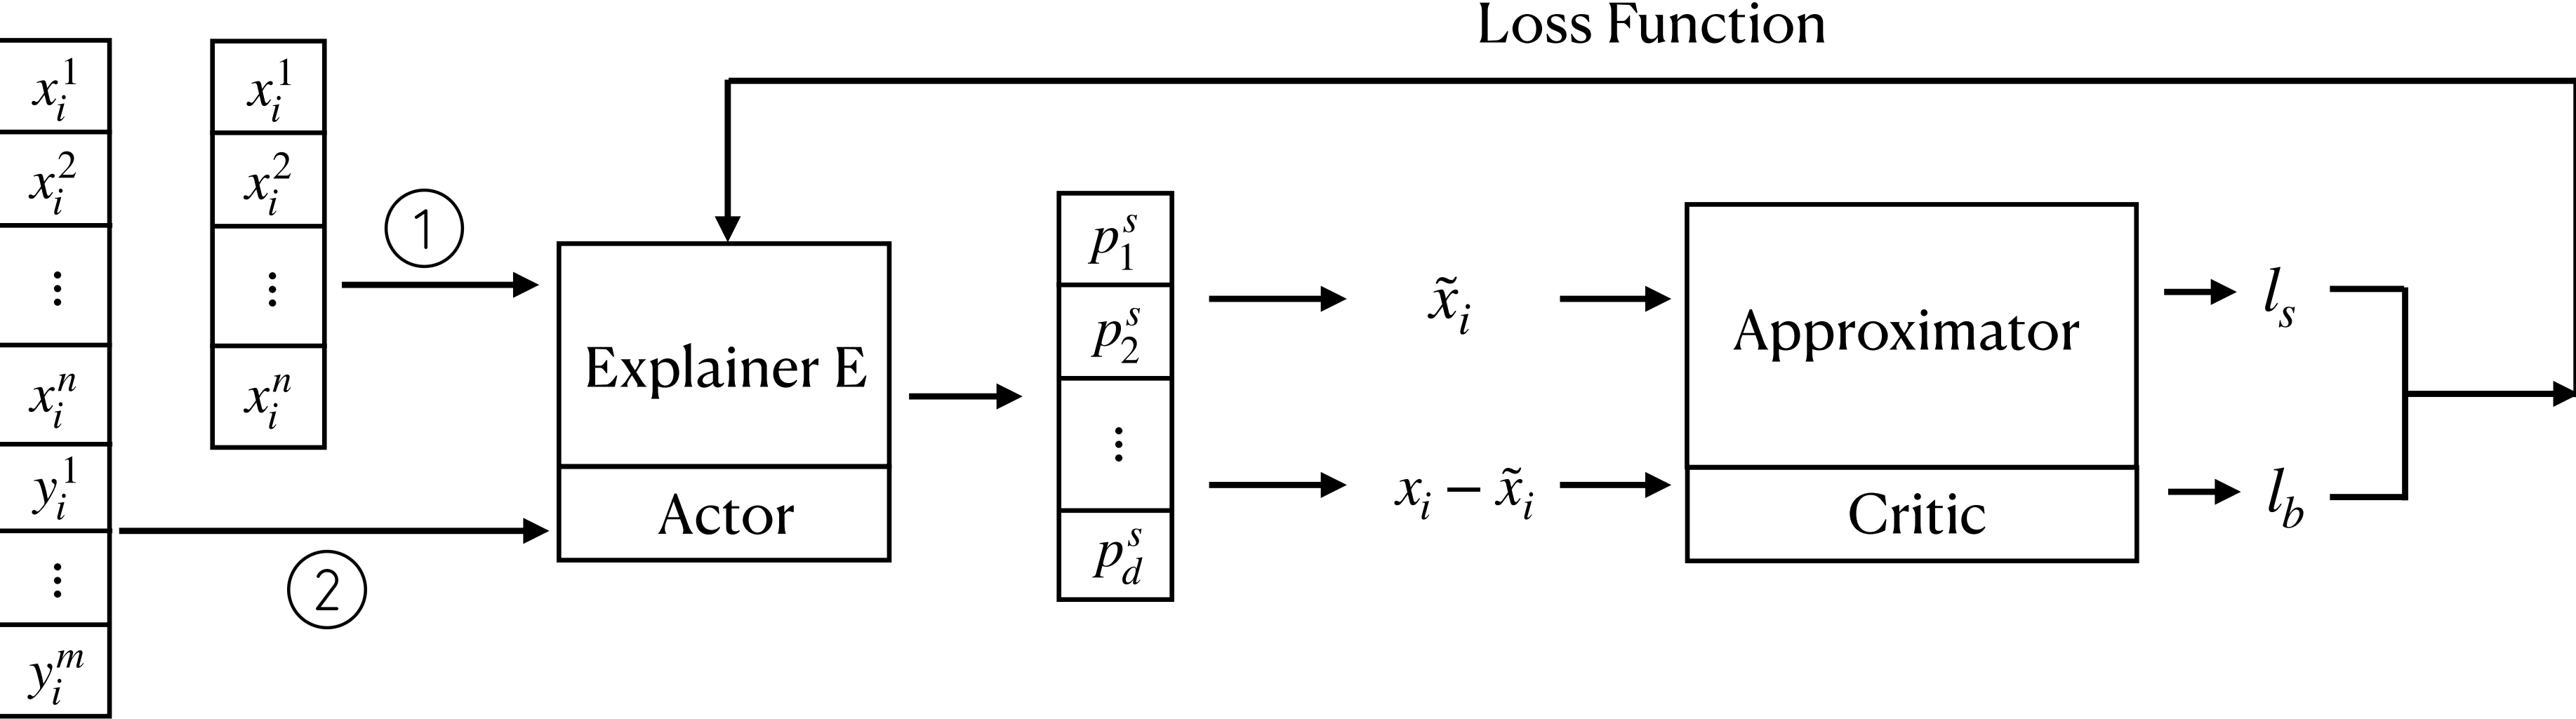 Loss Function
x_i^1
x_i^2
⋮
x_i^n
y_i^1
⋮
y_i^m
x_i^1
x_i^2
⋮
x_i^n
①
②
Explainer E
Actor
p_1^s
p_2^s
⋮
p_d^s
x̃_i
x_i − x̃_i
Approximator
Critic
l_s
l_b